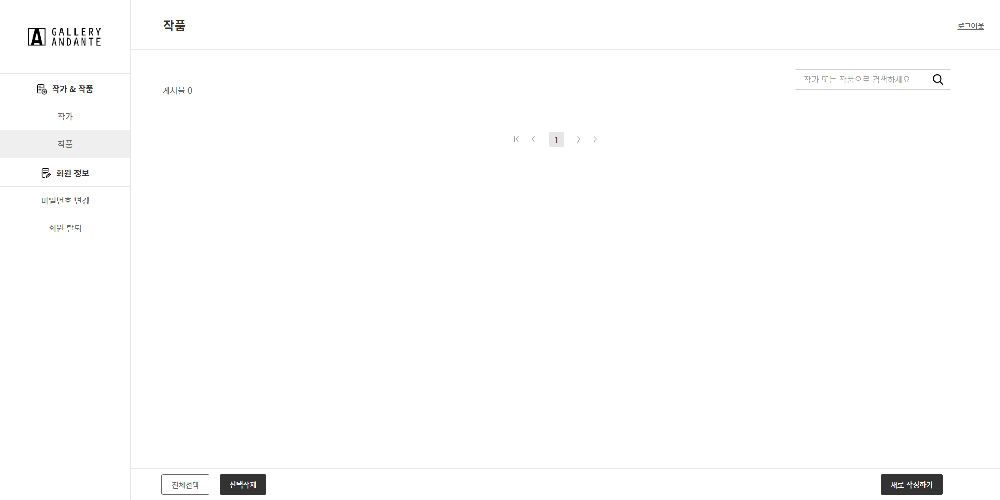 A GALLERY
ANDANTE
작가 & 작품
작가
작품
회원 정보
비밀번호 변경
회원 탈퇴
작품
로그아웃
작가 또는 작품으로 검색하세요
게시물 0
1
전체선택
선택삭제
새로 작성하기